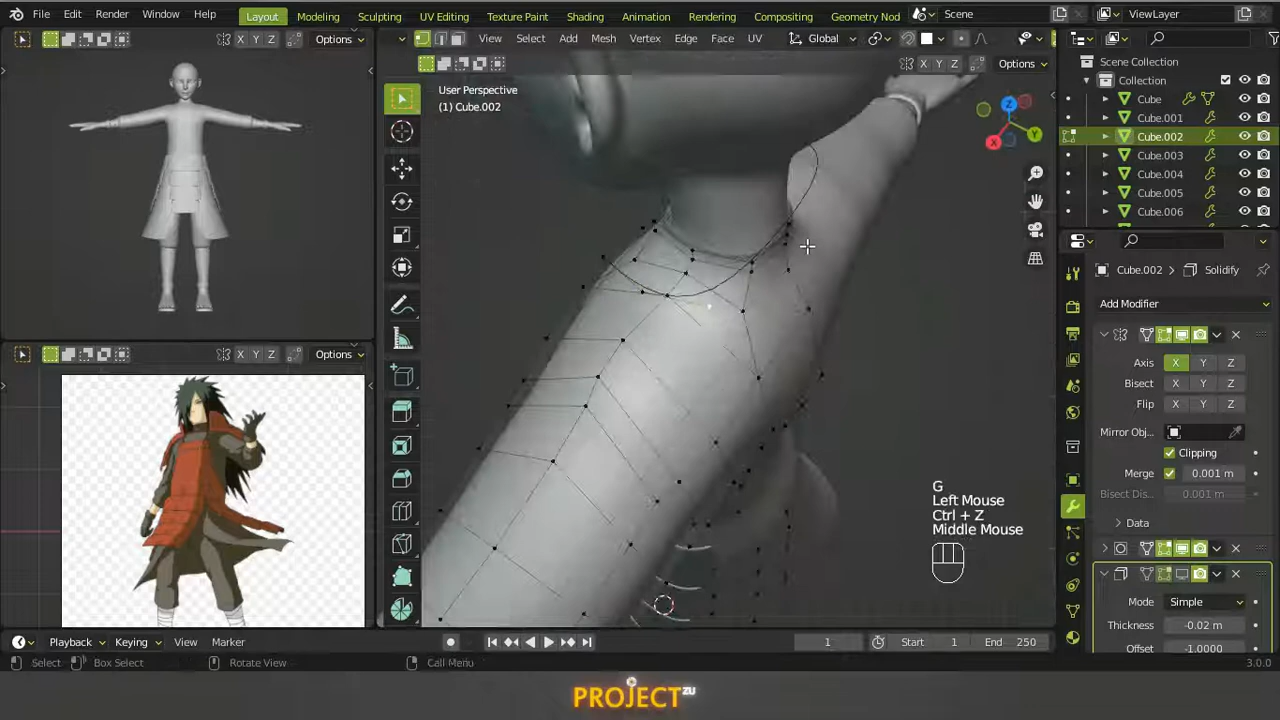 File Edit Render Window Help Layout Modeling Sculpting UV Editing Texture Paint Shading Animation Rendering Compositing Geometry Nod Scene ViewLayer
X Y Z Options
View Select Add Mesh Vertex Edge Face UV Global
X Y Z Options
User Perspective
(1) Cube.002
Z
Y
X
Scene Collection
Collection
Cube
Cube.001
Cube.002
Cube.003
Cube.004
Cube.005
Cube.006
Cube.002 Solidify
Add Modifier
Axis X Y Z
Bisect X Y Z
Flip X Y Z
Mirror Obj..
Clipping
Merge 0.001 m
Bisect Dis... 0.001 m
Data
Mode Simple
Thickness -0.02 m
Offset -1.0000
X Y Z Options
G
Left Mouse
Ctrl + Z
Middle Mouse
Playback Keying View Marker 1 Start 1 End 250
Select Box Select Rotate View Call Menu 3.0.0
PROJECT ZU